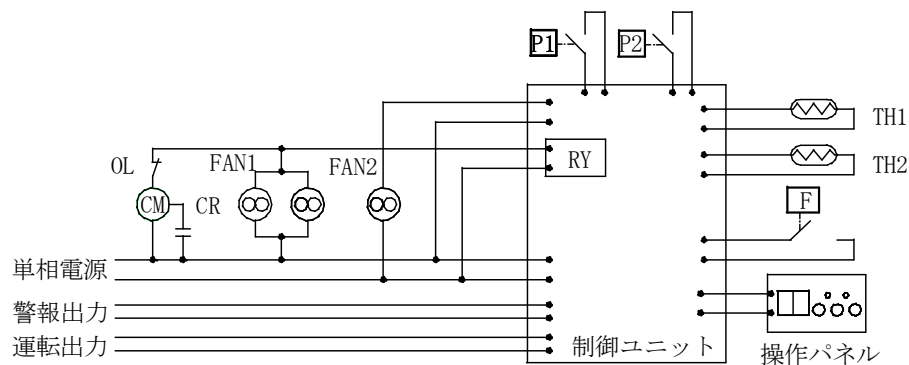 P1
P2
TH1
OL
FAN1
FAN2
RY
TH2
CM
CR
F
単相電源
警報出力
運転出力
制御ユニット
操作パネル